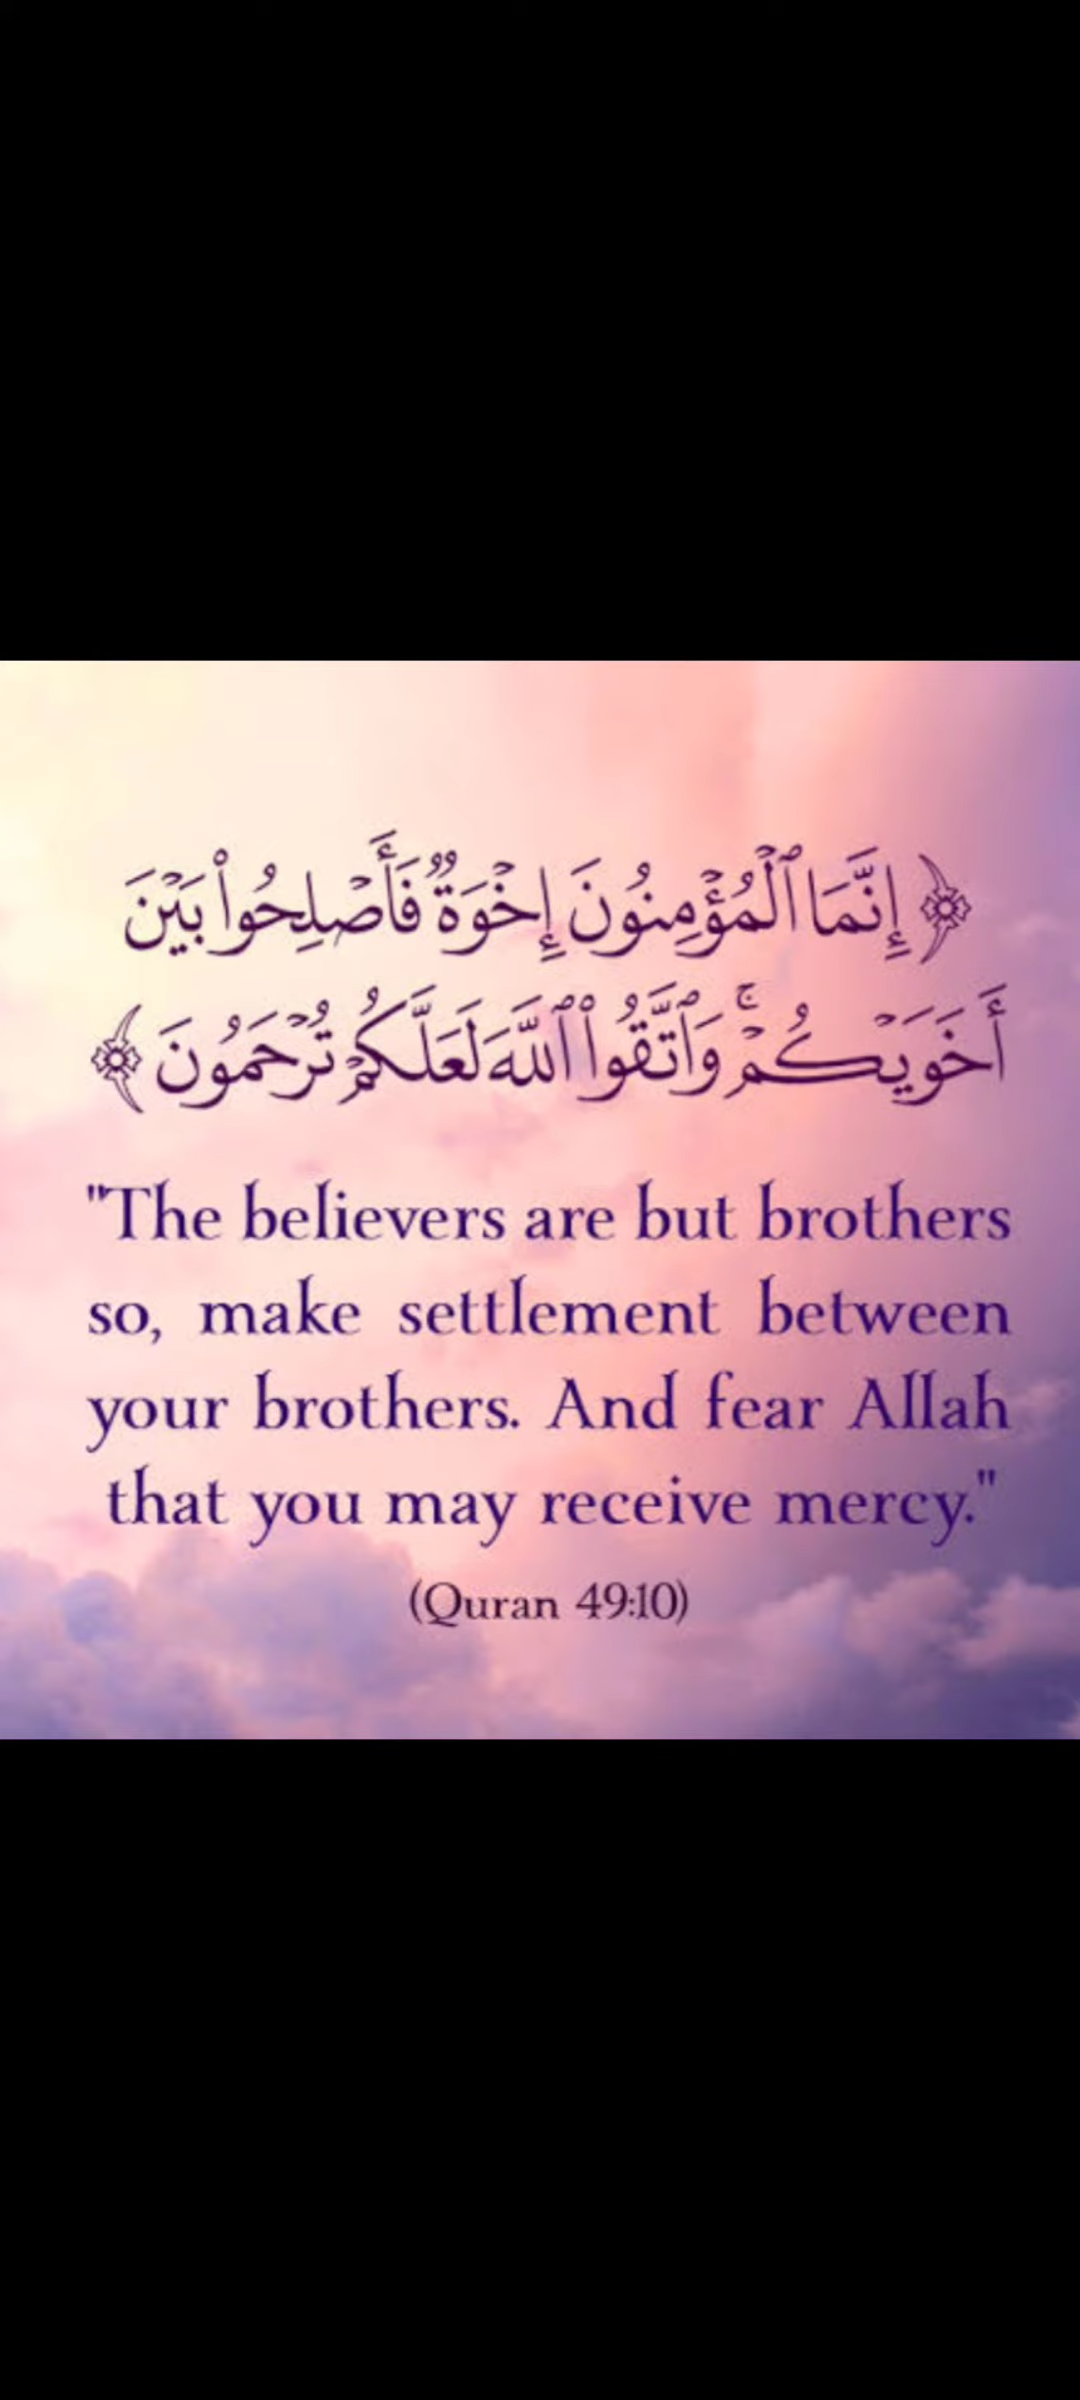 ﴿ إِنَّمَا ٱلْمُؤْمِنُونَ إِخْوَةٌ فَأَصْلِحُوا۟ بَيْنَ
أَخَوَيْكُمْ ۚ وَٱتَّقُوا۟ ٱللَّهَ لَعَلَّكُمْ تُرْحَمُونَ ﴾
"The believers are but brothers
so, make settlement between
your brothers. And fear Allah
that you may receive mercy."
(Quran 49:10)